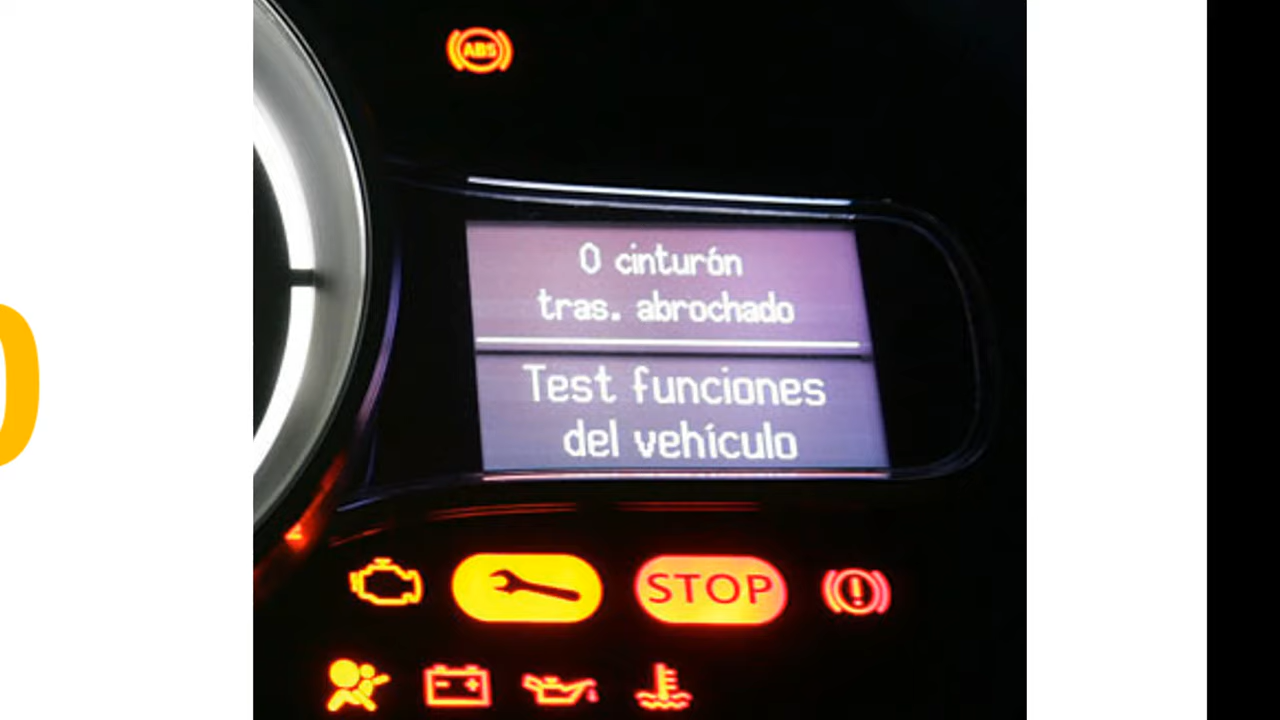 ABS
0 cinturón
tras. abrochado
Test funciones
del vehículo
STOP